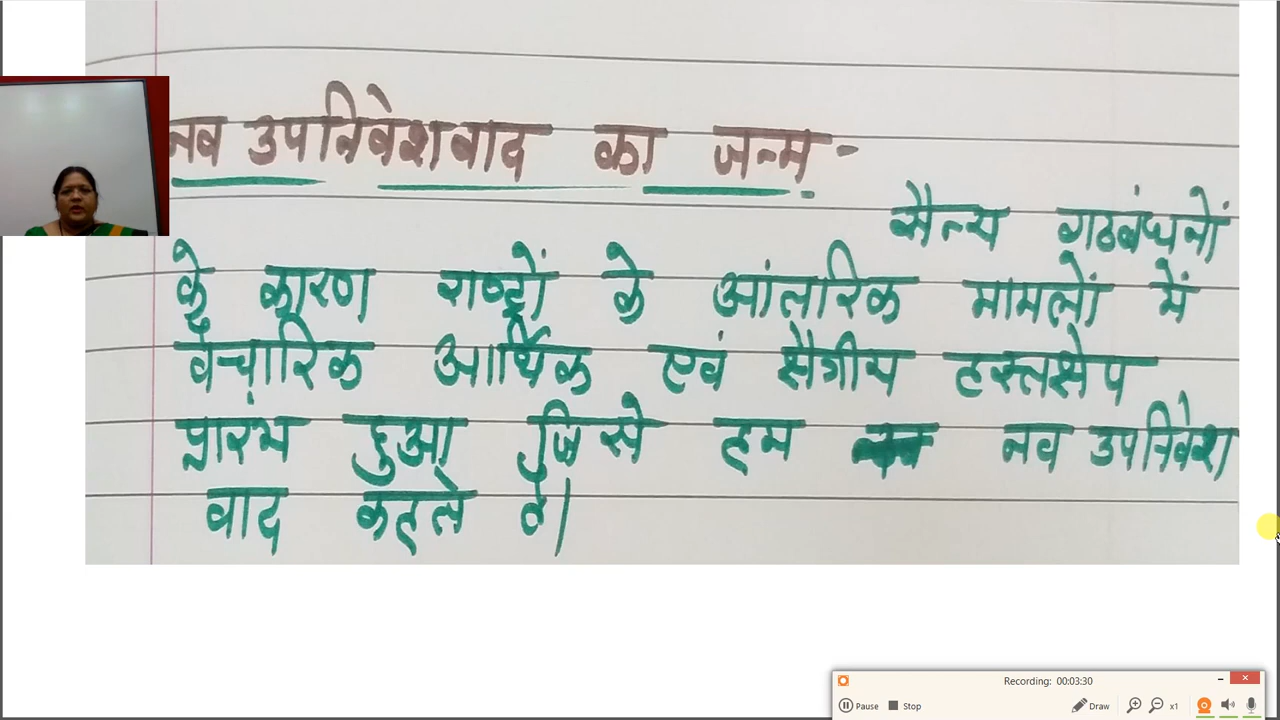 नव उपनिवेशवाद का जन्म -
सैन्य गठबंधनों
के कारण राष्ट्रों के आंतरिक मामलों में
वैचारिक आर्थिक एवं सैत्रीय हस्तक्षेप
प्रारंभ हुआ जिसे हम नव उपनिवेश
वाद कहते है।
Recording: 00:03:30
Pause Stop Draw x1